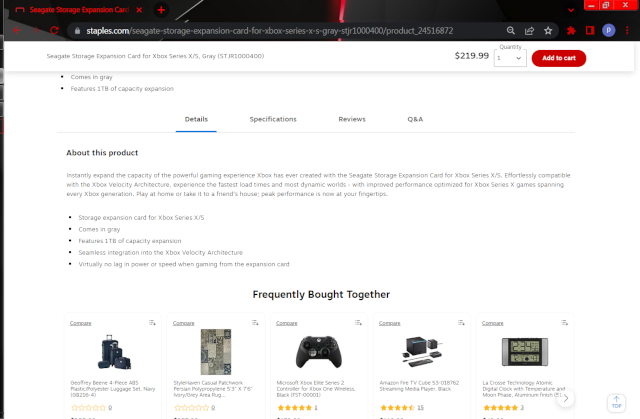 Seagate Storage Expansion Card
staples.com/seagate-storage-expansion-card-for-xbox-series-x-s-gray-stjr1000400/product_24516872
P
Seagate Storage Expansion Card for Xbox Series X/S, Gray (STJR1000400)
$219.99
Quantity
1
Add to cart
Comes in gray
Features 1TB of capacity expansion
Details Specifications Reviews Q&A
About this product
Instantly expand the capacity of the powerful gaming experience Xbox has ever created with the Seagate Storage Expansion Card for Xbox Series X/S. Effortlessly compatible
with the Xbox Velocity Architecture, experience the fastest load times and most dynamic worlds - with improved performance optimized for Xbox Series X games spanning
every Xbox generation. Play at home or take it to a friend's house: peak performance is now at your fingertips.
Storage expansion card for Xbox Series X/S
Comes in gray
Features 1TB of capacity expansion
Seamless integration into the Xbox Velocity Architecture
Virtually no lag in power or speed when gaming from the expansion card
Frequently Bought Together
Compare
Geoffrey Beene 4-Piece ABS
Plastic/Polyester Luggage Set, Navy
(GB256-4)
0
Compare
StyleHaven Casual Patchwork
Persian Polypropylene 5'3" X 7'6"
Ivory/Grey Area Rug...
0
Compare
Microsoft Xbox Elite Series 2
Controller for Xbox One Wireless,
Black (FST-00001)
1
Compare
Amazon Fire TV Cube 53-018762
Streaming Media Player, Black
15
Compare
La Crosse Technology Atomic
Digital Clock with Temperature and
Moon Phase, Aluminum finish
3
TOP